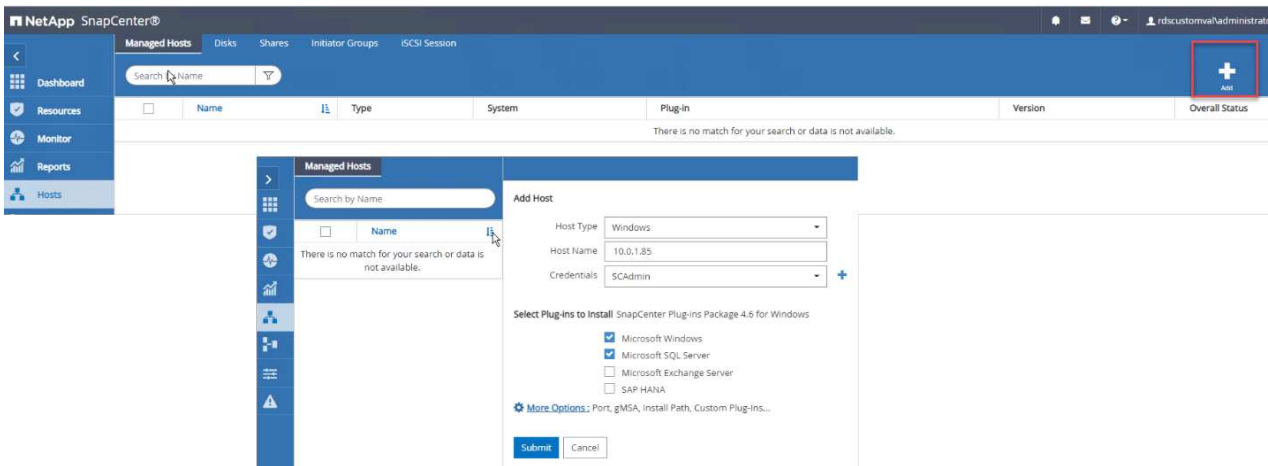 NetApp SnapCenter®
rdscustomval\administrato
Managed Hosts Disks Shares Initiator Groups iSCSI Session
Search by Name
Add
Dashboard
Resources
Monitor
Reports
Hosts
Name Type System Plug-in Version Overall Status
There is no match for your search or data is not available.
Managed Hosts
Search by Name
Name
There is no match for your search or data is
not available.
Add Host
Host Type Windows
Host Name 10.0.1.85
Credentials SCAdmin
Select Plug-ins to Install SnapCenter Plug-ins Package 4.6 for Windows
Microsoft Windows
Microsoft SQL Server
Microsoft Exchange Server
SAP HANA
More Options : Port, gMSA, Install Path, Custom Plug-Ins...
Submit Cancel